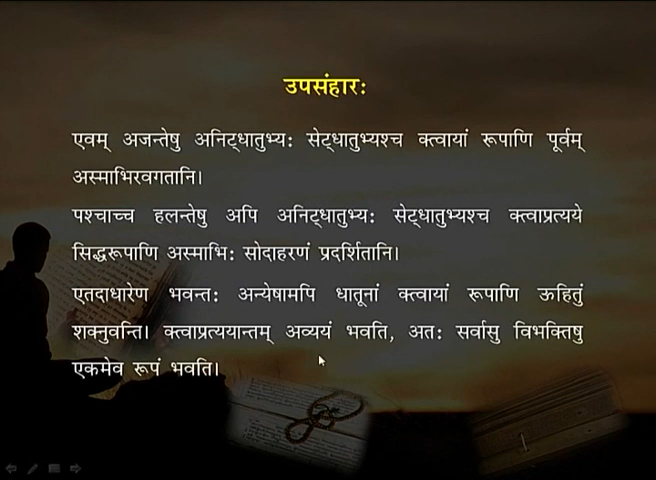 उपसंहारः
एवम् अजन्तेषु अनिट्धातुभ्यः सेट्धातुभ्यश्च क्त्वायां रूपाणि पूर्वम्
अस्माभिरवगतानि।
पश्चाच्च हलन्तेषु अपि अनिट्धातुभ्यः सेट्धातुभ्यश्च क्त्वाप्रत्यये
सिद्धरूपाणि अस्माभिः सोदाहरणं प्रदर्शितानि।
एतदाधारेण भवन्तः अन्येषामपि धातूनां क्त्वायां रूपाणि ऊहितुं
शक्नुवन्ति। क्त्वाप्रत्ययान्तम् अव्ययं भवति, अतः सर्वासु विभक्तिषु
एकमेव रूपं भवति।